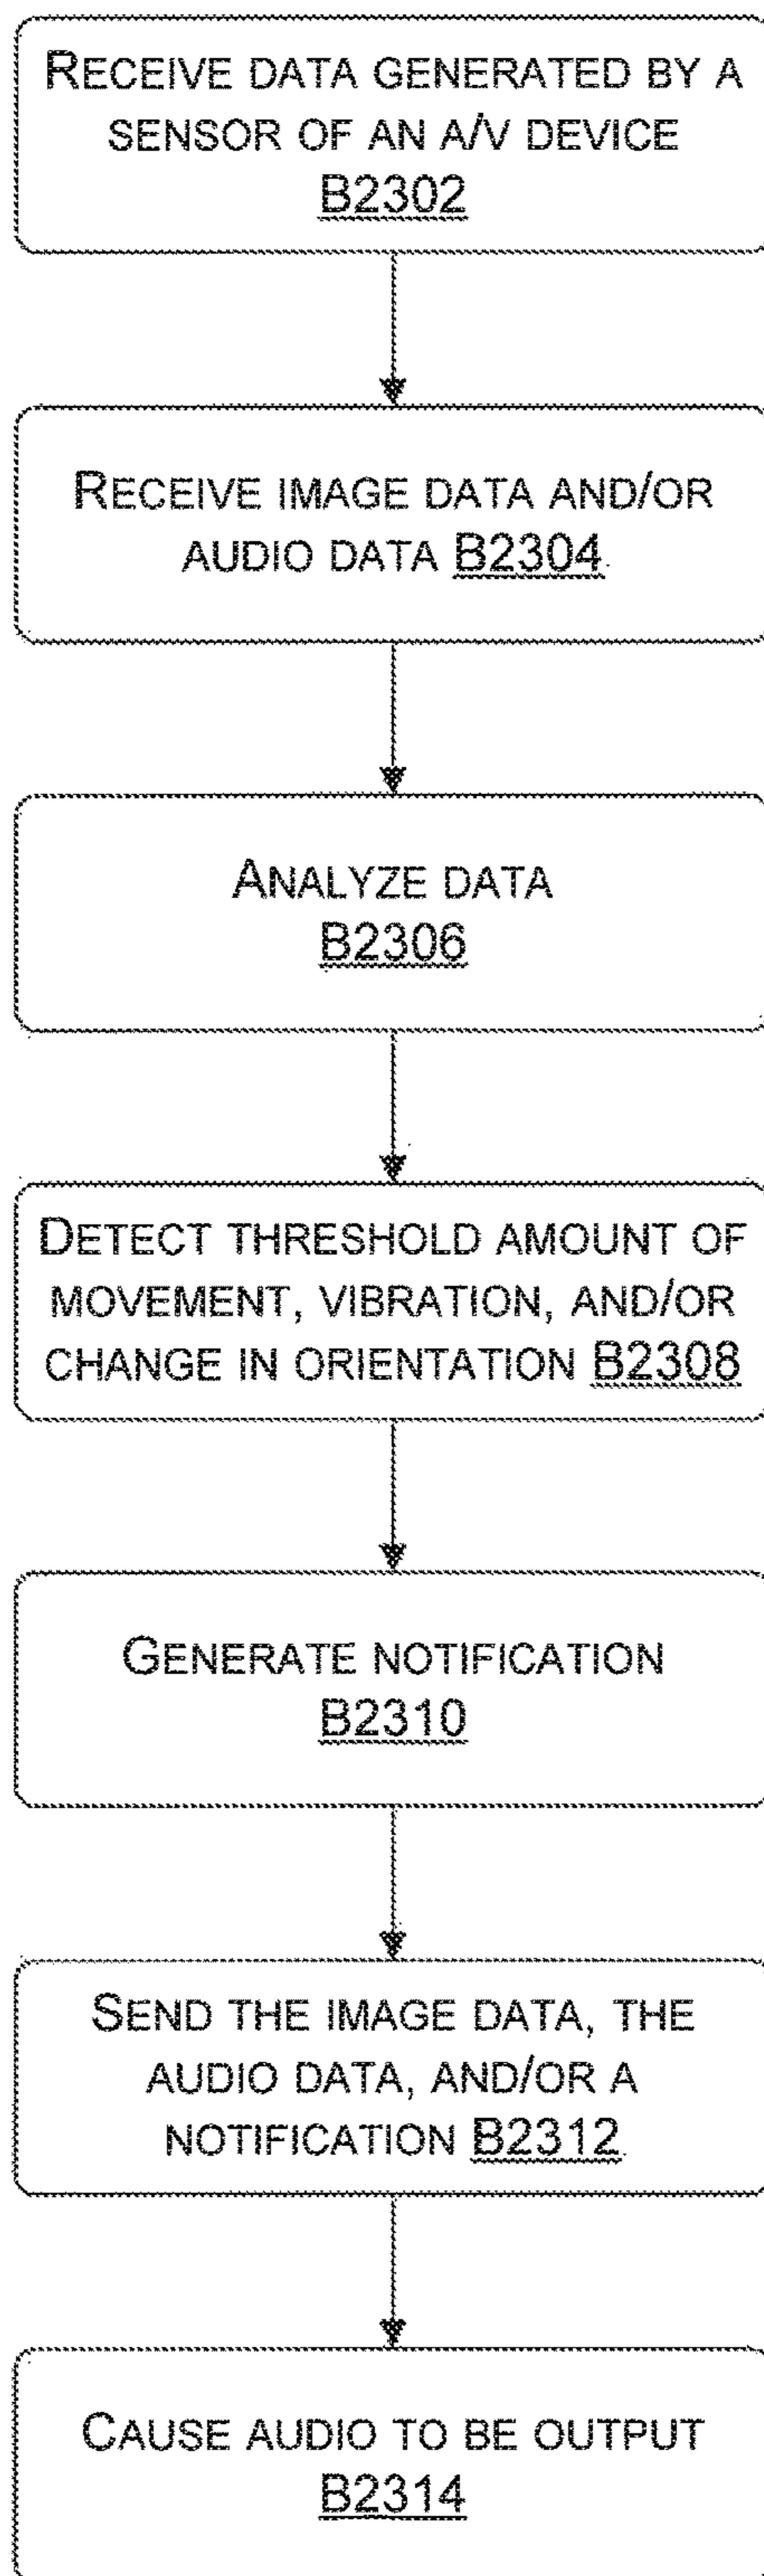 RECEIVE DATA GENERATED BY A
SENSOR OF AN A/V DEVICE
B2302
RECEIVE IMAGE DATA AND/OR
AUDIO DATA B2304
ANALYZE DATA
B2306
DETECT THRESHOLD AMOUNT OF
MOVEMENT, VIBRATION, AND/OR
CHANGE IN ORIENTATION B2308
GENERATE NOTIFICATION
B2310
SEND THE IMAGE DATA, THE
AUDIO DATA, AND/OR A
NOTIFICATION B2312
CAUSE AUDIO TO BE OUTPUT
B2314